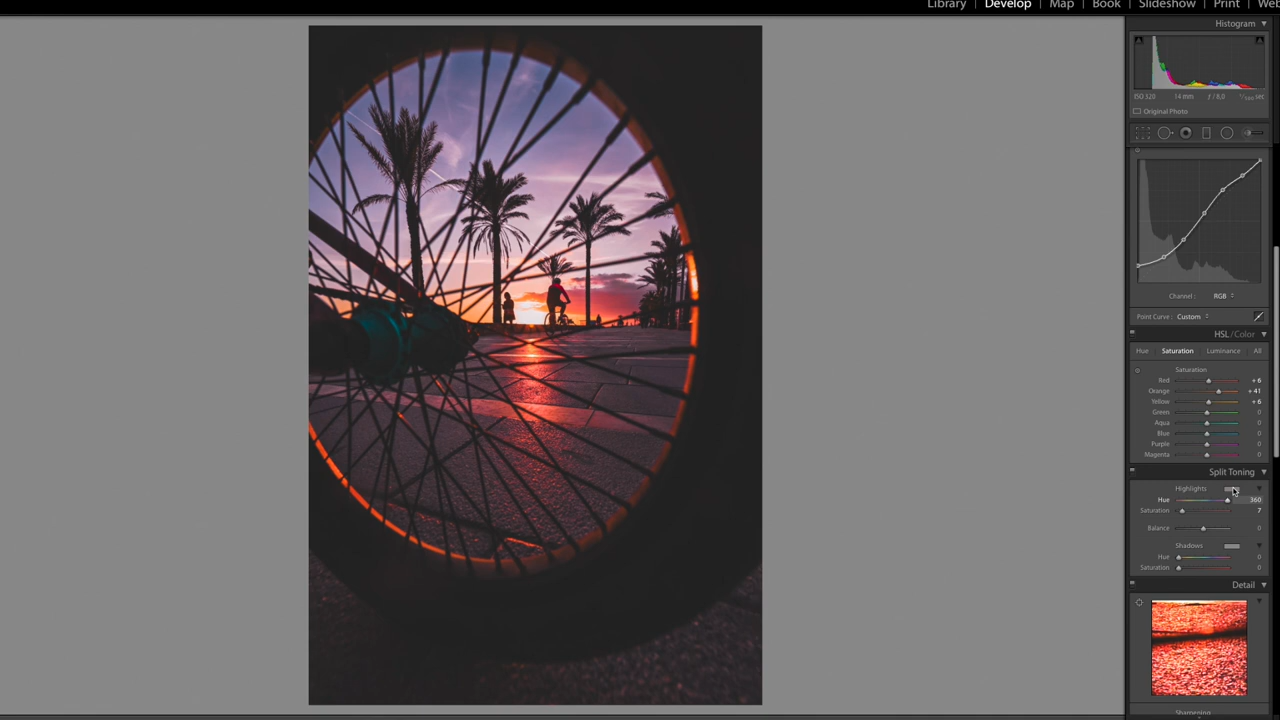 Library | Develop | Map | Book | Slideshow | Print | Web
Histogram
ISO 320 14 mm ƒ / 8,0
Original Photo
Channel : RGB
Point Curve : Custom
HSL / Color
Hue Saturation Luminance All
Saturation
Red + 6
Orange + 41
Yellow + 6
Green 0
Aqua 0
Blue 0
Purple 0
Magenta 0
Split Toning
Highlights
Hue 360
Saturation 7
Balance 0
Shadows
Hue 0
Saturation 0
Detail
Sharpening